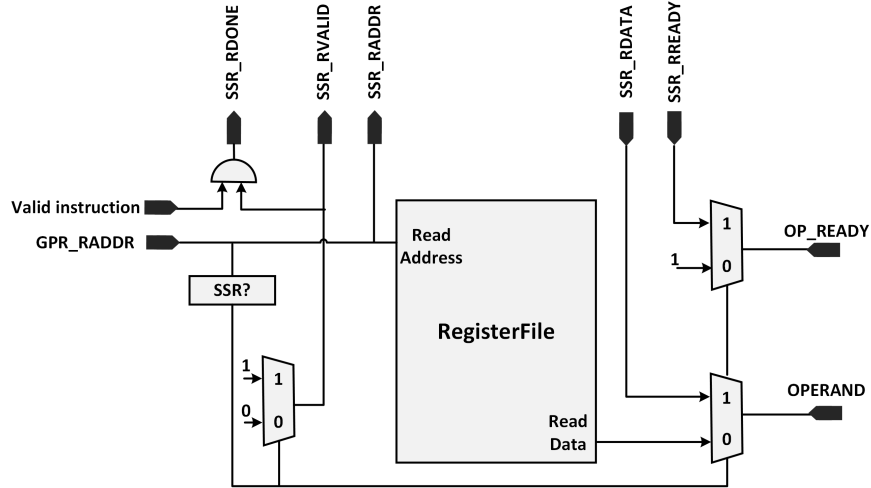 SSR_RDONE
SSR_RVALID
SSR_RADDR
SSR_RDATA
SSR_RREADY
Valid instruction
GPR_RADDR
Read
Address
1
OP_READY
1
0
SSR?
RegisterFile
1
1
0
0
1
OPERAND
0
Read
Data